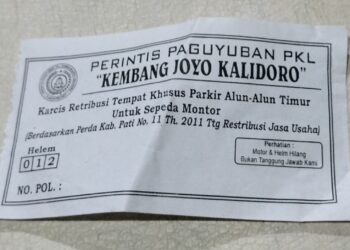 PERINTIS PAGUYUBAN PKL
"KEMBANG JOYO KALIDORO"
Karcis Retribusi Tempat Khusus Parkir Alun-Alun Timur
Untuk Sepeda Montor
(Berdasarkan Perda Kab. Pati No. 11 Th. 2011 Ttg Restribusi Jasa Usaha)
Helem
012
Perhatian :
Motor & Helm Hilang
Bukan Tanggung Jawab Kami
NO. POL. :